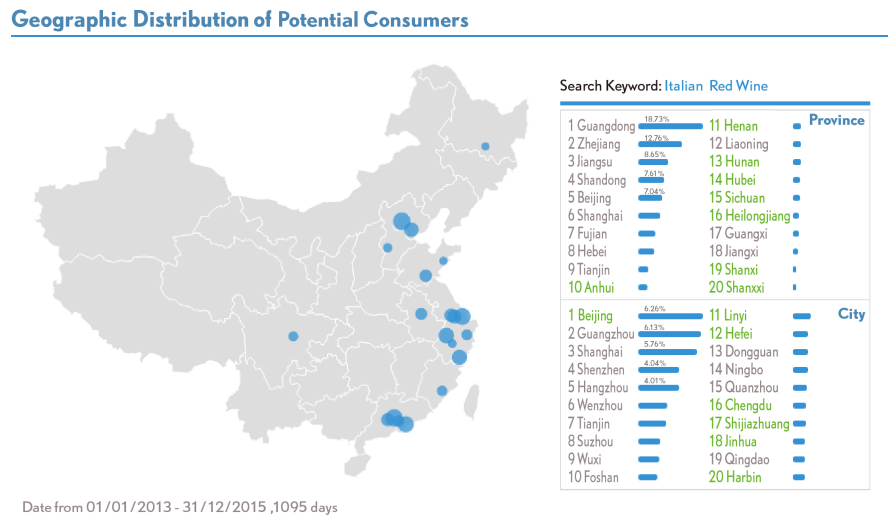 Geographic Distribution of Potential Consumers
Search Keyword: Italian Red Wine
Province
1 Guangdong 18.73%
2 Zhejiang 12.76%
3 Jiangsu 8.65%
4 Shandong 7.61%
5 Beijing 7.04%
6 Shanghai
7 Fujian
8 Hebei
9 Tianjin
10 Anhui
11 Henan
12 Liaoning
13 Hunan
14 Hubei
15 Sichuan
16 Heilongjiang
17 Guangxi
18 Jiangxi
19 Shanxi
20 Shanxxi
City
1 Beijing 6.26%
2 Guangzhou 6.13%
3 Shanghai 5.76%
4 Shenzhen 4.04%
5 Hangzhou 4.01%
6 Wenzhou
7 Tianjin
8 Suzhou
9 Wuxi
10 Foshan
11 Linyi
12 Hefei
13 Dongguan
14 Ningbo
15 Quanzhou
16 Chengdu
17 Shijiazhuang
18 Jinhua
19 Qingdao
20 Harbin
Date from 01/01/2013 - 31/12/2015 ,1095 days